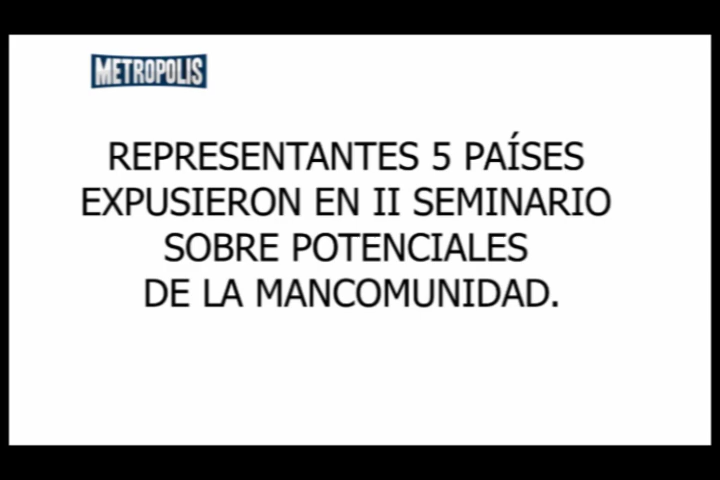 METROPOLIS
REPRESENTANTES 5 PAÍSES
EXPUSIERON EN II SEMINARIO
SOBRE POTENCIALES
DE LA MANCOMUNIDAD.